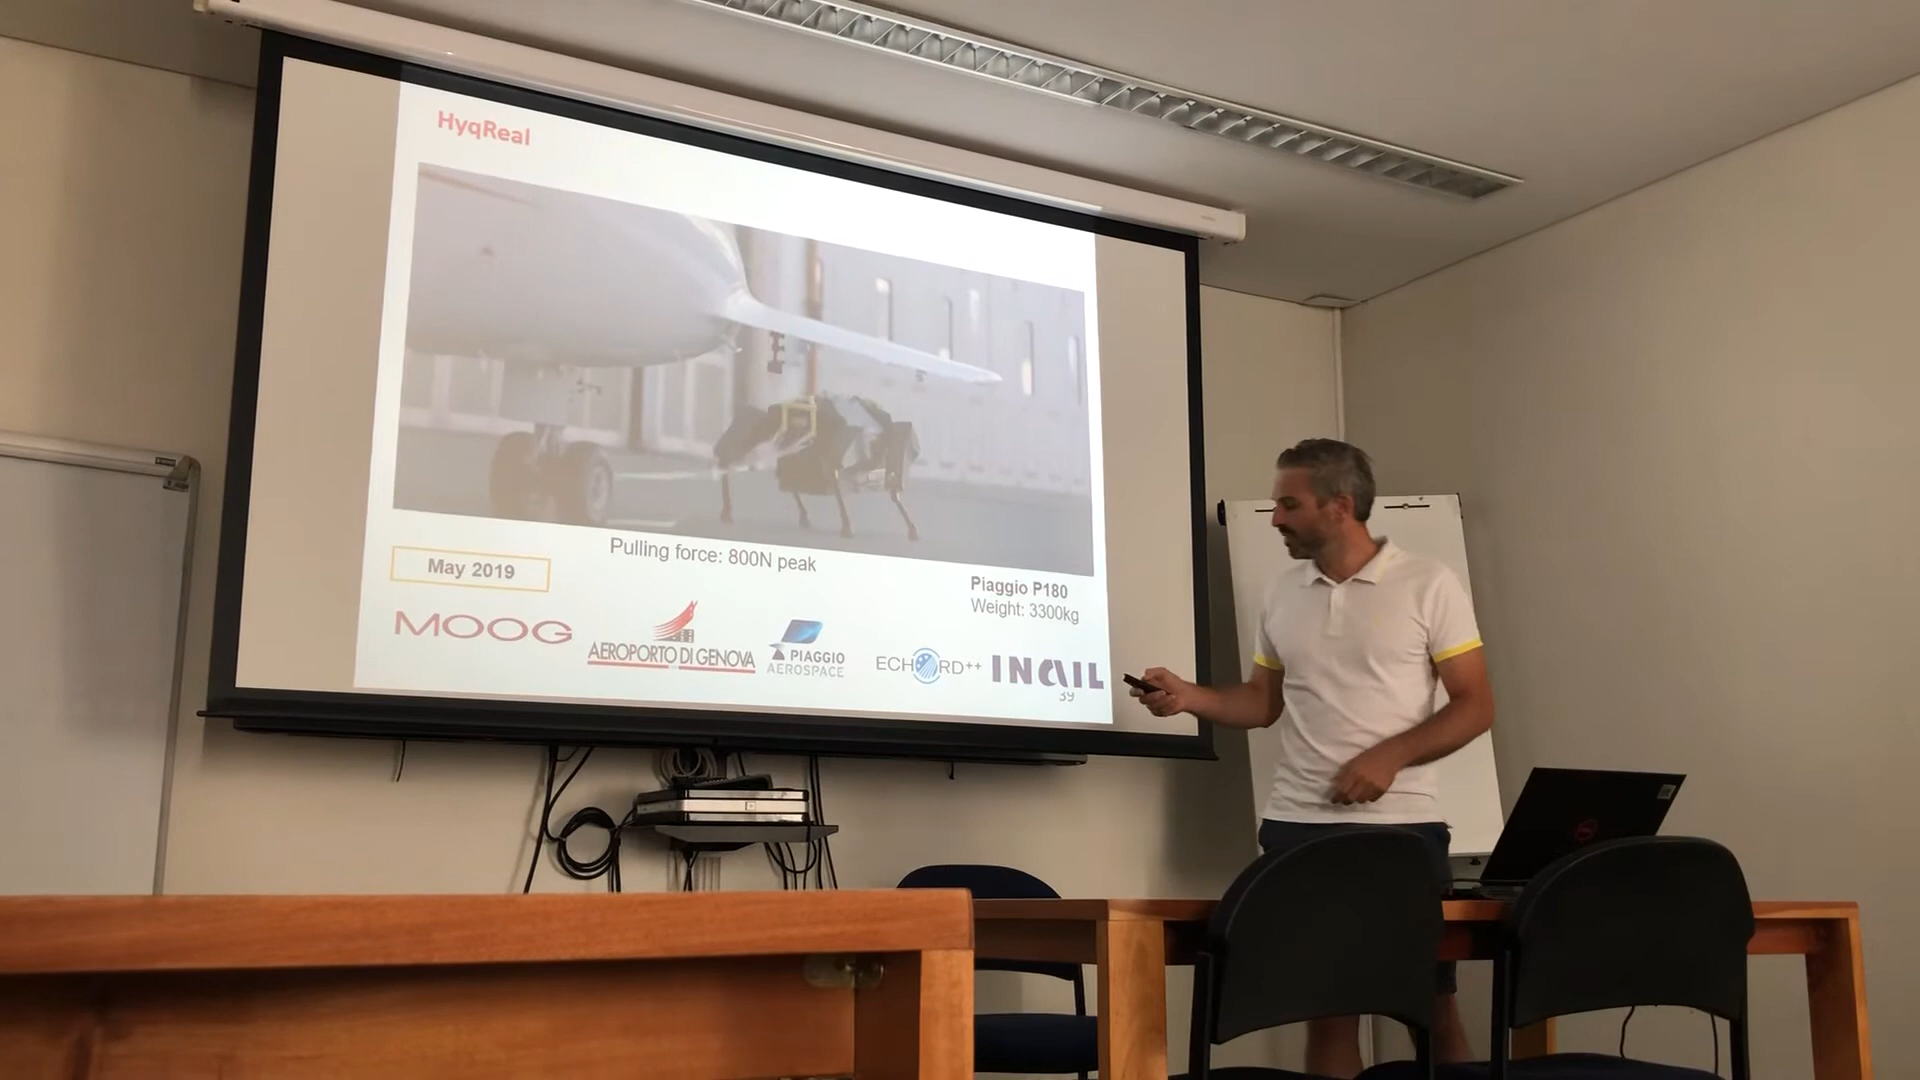 HyqReal
Pulling force: 800N peak
May 2019
Piaggio P180
Weight: 3300kg
MOOG
AEROPORTO DI GENOVA
PIAGGIO
AEROSPACE
ECHORD++
INAIL
39